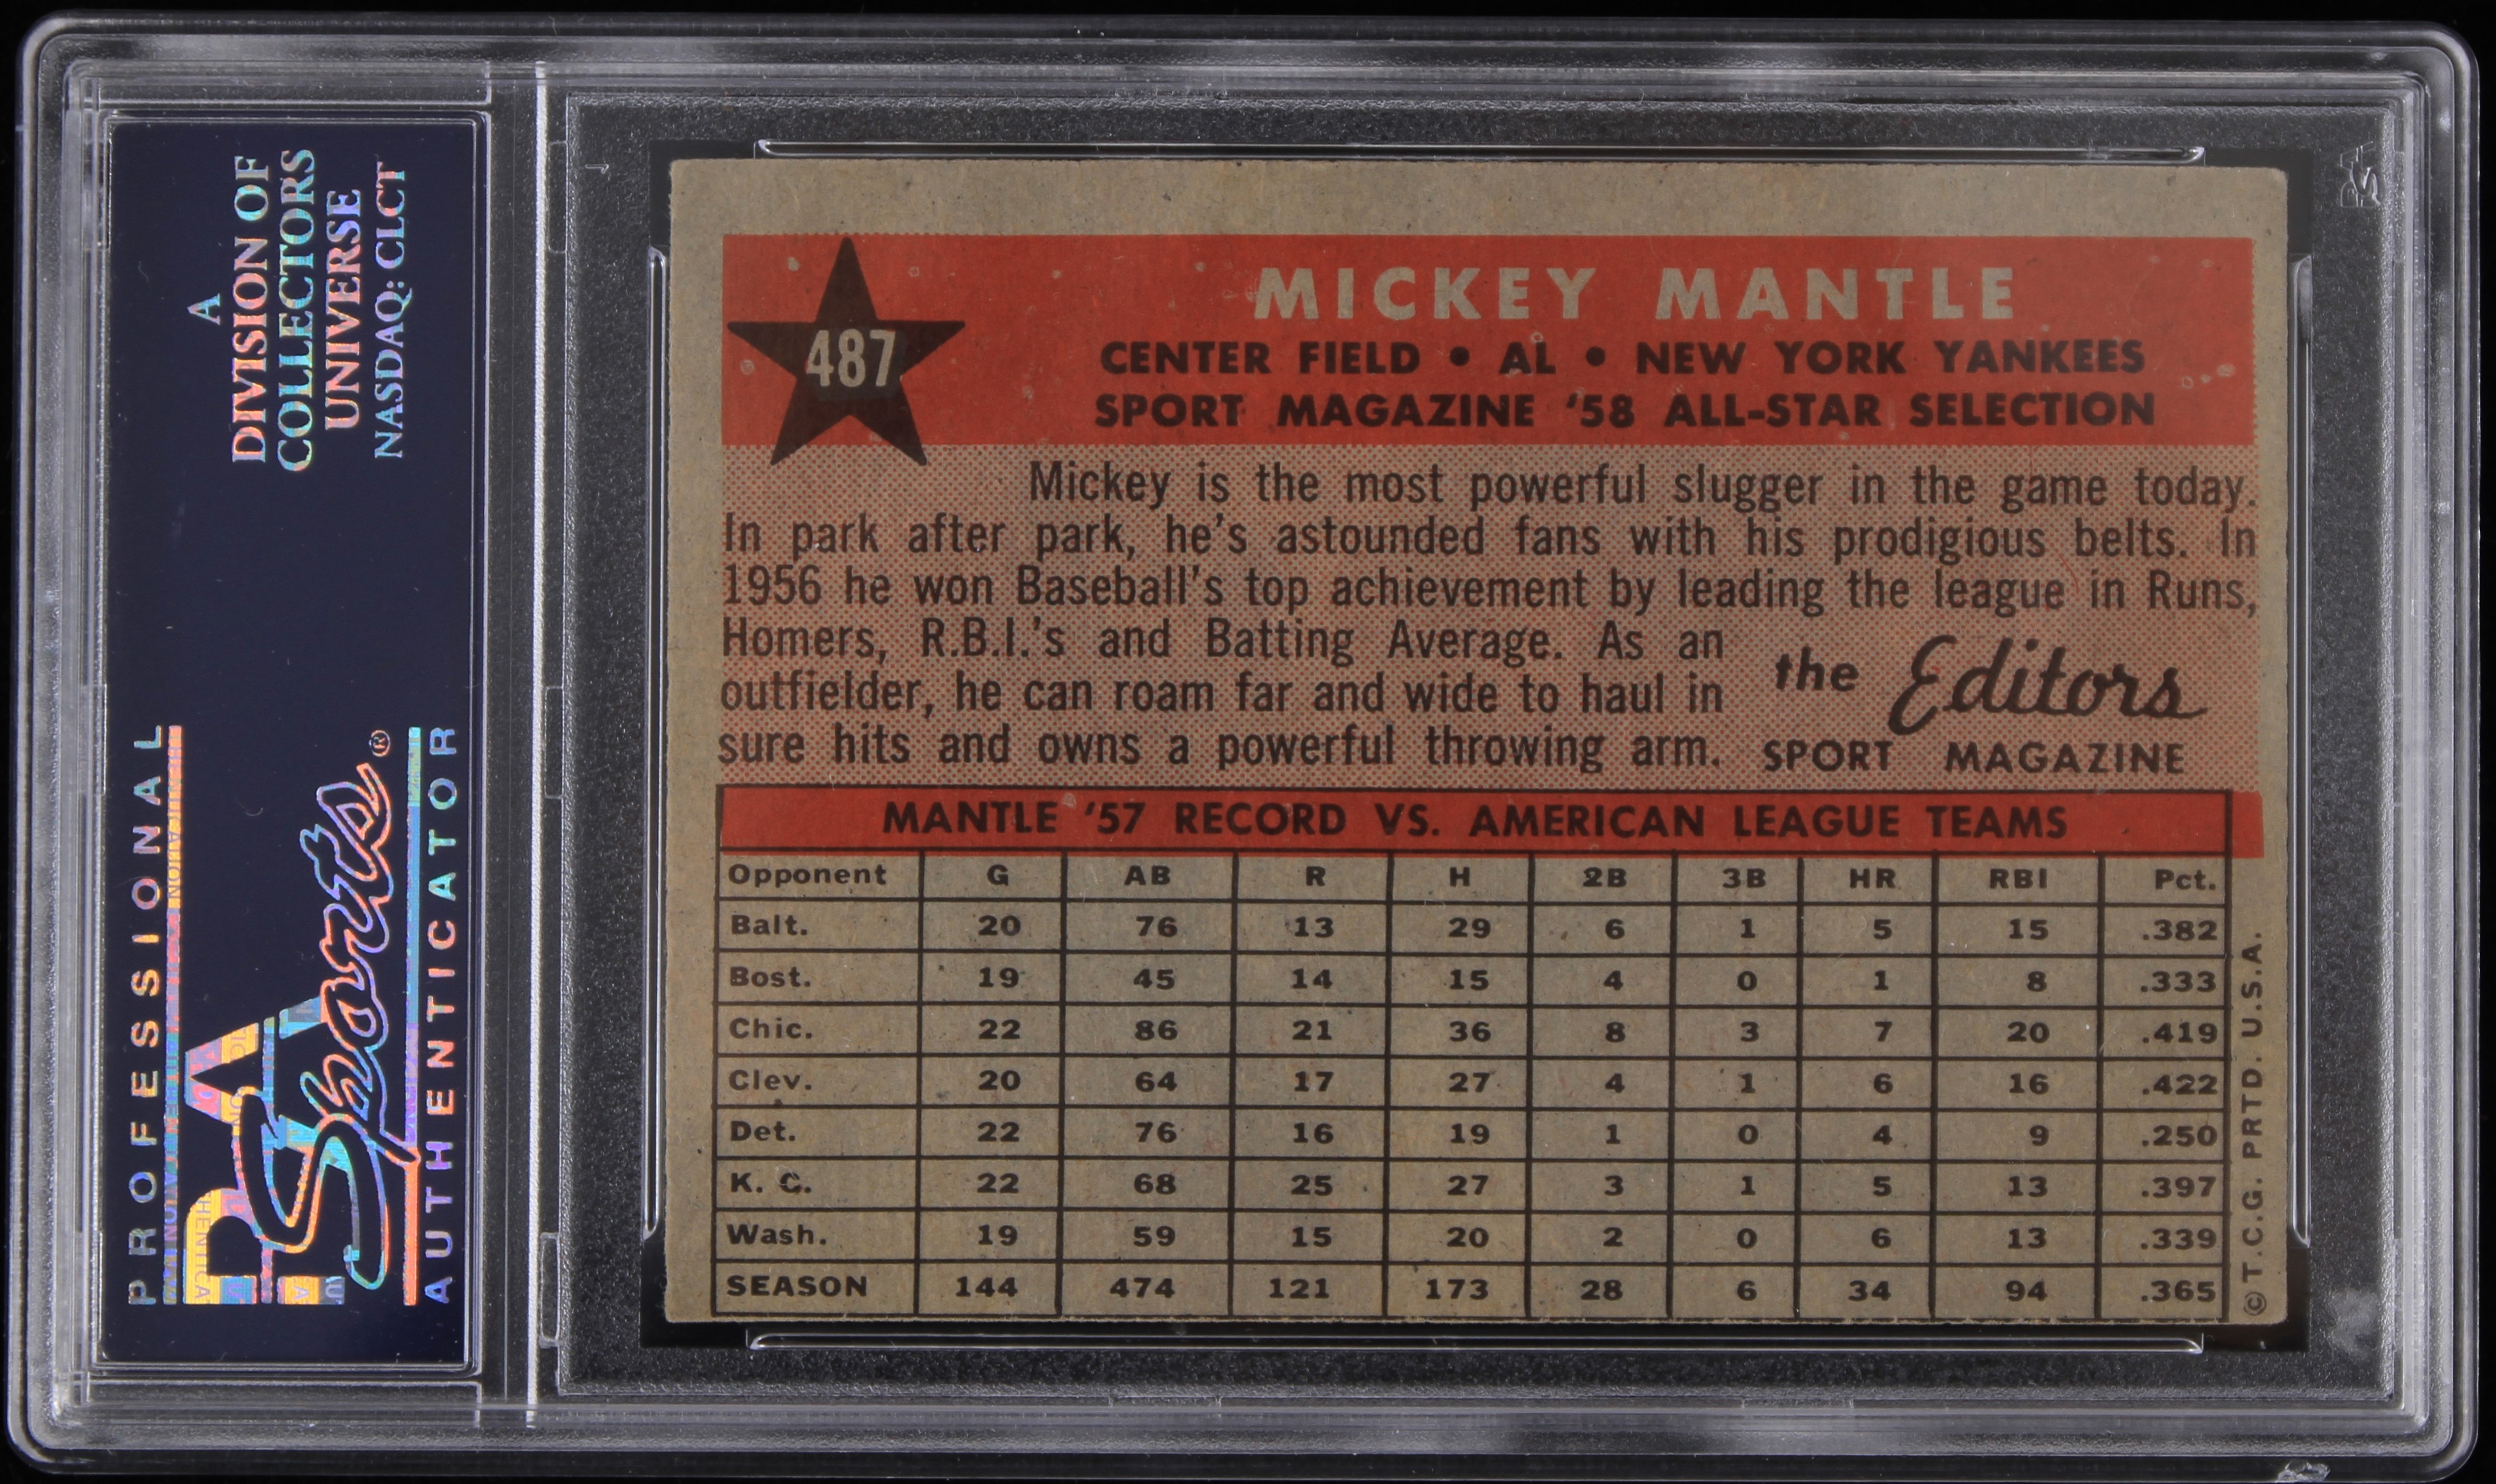 A
DIVISION OF
COLLECTORS
UNIVERSE
NASDAQ: CLCT
PROFESSIONAL
PSA
Sports®
AUTHENTICATOR
487
MICKEY MANTLE
CENTER FIELD • AL • NEW YORK YANKEES
SPORT MAGAZINE '58 ALL-STAR SELECTION
Mickey is the most powerful slugger in the game today.
In park after park, he's astounded fans with his prodigious belts. In
1956 he won Baseball's top achievement by leading the league in Runs,
Homers, R.B.I.'s and Batting Average. As an
outfielder, he can roam far and wide to haul in
sure hits and owns a powerful throwing arm.
the Editors
SPORT MAGAZINE
MANTLE '57 RECORD VS. AMERICAN LEAGUE TEAMS
Opponent G AB R H 2B 3B HR RBI Pct.
Balt. 20 76 13 29 6 1 5 15 .382
Bost. 19 45 14 15 4 0 1 8 .333
Chic. 22 86 21 36 8 3 7 20 .419
Clev. 20 64 17 27 4 1 6 16 .422
Det. 22 76 16 19 1 0 4 9 .250
K. C. 22 68 25 27 3 1 5 13 .397
Wash. 19 59 15 20 2 0 6 13 .339
SEASON 144 474 121 173 28 6 34 94 .365
© T.C.G. PRTD. U.S.A.
PSA